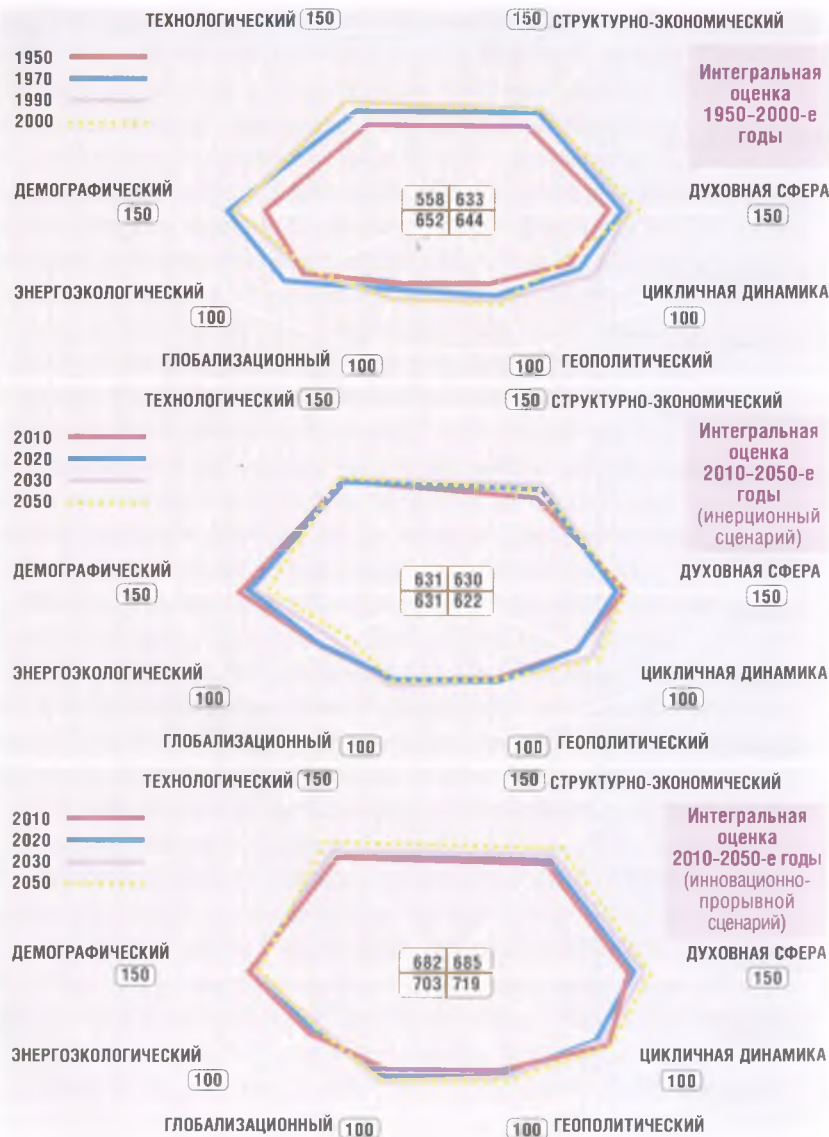 ТЕХНОЛОГИЧЕСКИЙ 150
150 СТРУКТУРНО-ЭКОНОМИЧЕСКИЙ
1950
1970
1990
2000
Интегральная
оценка
1950-2000-е
годы
ДЕМОГРАФИЧЕСКИЙ
150
558 633
652 644
ДУХОВНАЯ СФЕРА
150
ЭНЕРГОЭКОЛОГИЧЕСКИЙ
100
ЦИКЛИЧНАЯ ДИНАМИКА
100
ГЛОБАЛИЗАЦИОННЫЙ 100
100 ГЕОПОЛИТИЧЕСКИЙ
ТЕХНОЛОГИЧЕСКИЙ 150
150 СТРУКТУРНО-ЭКОНОМИЧЕСКИЙ
2010
2020
2030
2050
Интегральная
оценка
2010-2050-е
годы
(инерционный
сценарий)
ДЕМОГРАФИЧЕСКИЙ
150
631 630
631 622
ДУХОВНАЯ СФЕРА
150
ЭНЕРГОЭКОЛОГИЧЕСКИЙ
100
ЦИКЛИЧНАЯ ДИНАМИКА
100
ГЛОБАЛИЗАЦИОННЫЙ 100
100 ГЕОПОЛИТИЧЕСКИЙ
ТЕХНОЛОГИЧЕСКИЙ 150
150 СТРУКТУРНО-ЭКОНОМИЧЕСКИЙ
2010
2020
2030
2050
Интегральная
оценка
2010-2050-е годы
(инновационно-
прорывной
сценарий)
ДЕМОГРАФИЧЕСКИЙ
150
682 685
703 719
ДУХОВНАЯ СФЕРА
150
ЭНЕРГОЭКОЛОГИЧЕСКИЙ
100
ЦИКЛИЧНАЯ ДИНАМИКА
100
ГЛОБАЛИЗАЦИОННЫЙ 100
100 ГЕОПОЛИТИЧЕСКИЙ